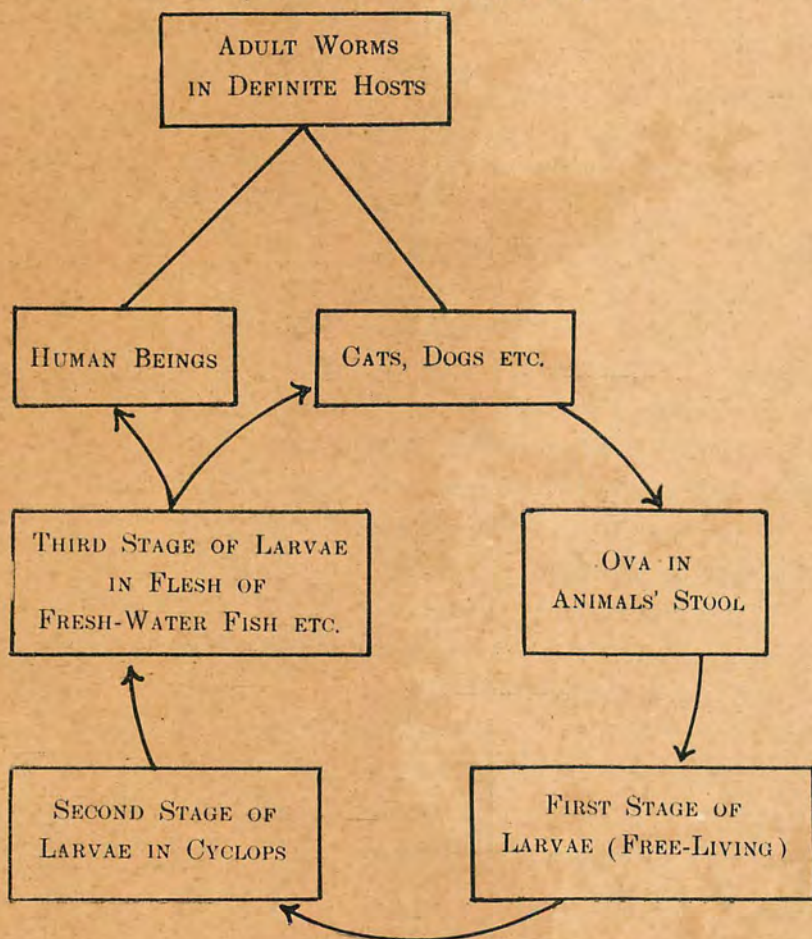 ADULT WORMS
IN DEFINITE HOSTS
HUMAN BEINGS
CATS, DOGS ETC.
THIRD STAGE OF LARVAE
IN FLESH OF
FRESH-WATER FISH ETC.
OVA IN
ANIMALS' STOOL
SECOND STAGE OF
LARVAE IN CYCLOPS
FIRST STAGE OF
LARVAE (FREE-LIVING)